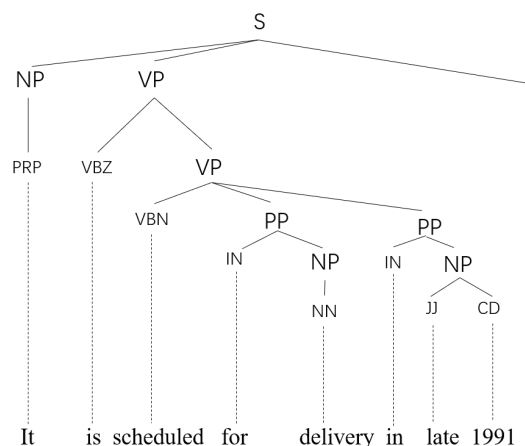 S
NP VP
PRP VBZ VP
VBN PP PP
IN NP IN NP
NN JJ CD
It is scheduled for delivery in late 1991